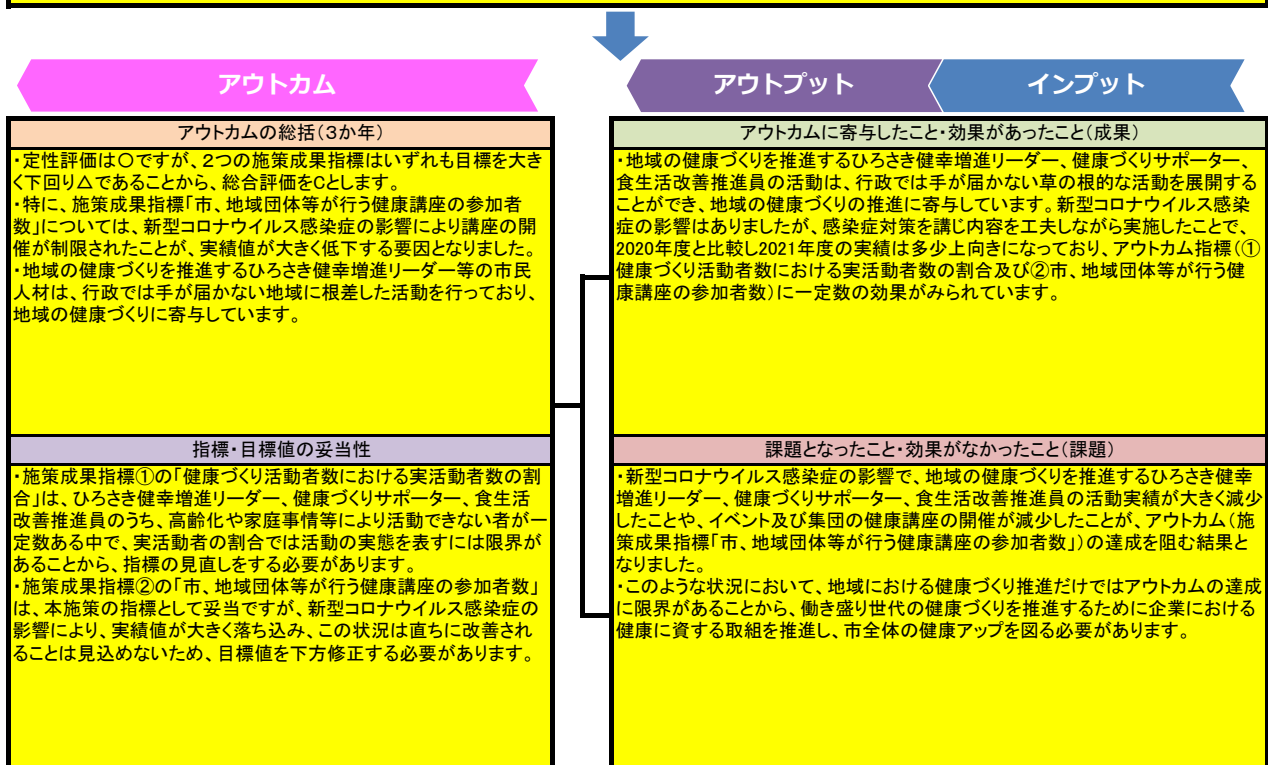 アウトカム
アウトプット
インプット
アウトカムの総括(3か年)
・定性評価は〇ですが、2つの施策成果指標はいずれも目標を大き
く下回り△であることから、総合評価をCとします。
・特に、施策成果指標「市、地域団体等が行う健康講座の参加者
数」については、新型コロナウイルス感染症の影響により講座の開
催が制限されたことが、実績値が大きく低下する要因となりました。
・地域の健康づくりを推進するひろさき健幸増進リーダー等の市民
人材は、行政では手が届かない地域に根差した活動を行っており、
地域の健康づくりに寄与しています。
指標・目標値の妥当性
・施策成果指標①の「健康づくり活動者数における実活動者数の割
合」は、ひろさき健幸増進リーダー、健康づくりサポーター、食生活
改善推進員のうち、高齢化や家庭事情等により活動できない者が一
定数ある中で、実活動者の割合では活動の実態を表すには限界が
あることから、指標の見直しをする必要があります。
・施策成果指標②の「市、地域団体等が行う健康講座の参加者数」
は、本施策の指標として妥当ですが、新型コロナウイルス感染症の
影響により、実績値が大きく落ち込み、この状況は直ちに改善され
ることは見込めないため、目標値を下方修正する必要があります。
アウトカムに寄与したこと・効果があったこと(成果)
・地域の健康づくりを推進するひろさき健幸増進リーダー、健康づくりサポーター、
食生活改善推進員の活動は、行政では手が届かない草の根的な活動を展開する
ことができ、地域の健康づくりの推進に寄与しています。新型コロナウイルス感染
症の影響はありましたが、感染症対策を講じ内容を工夫しながら実施したことで、
2020年度と比較し2021年度の実績は多少上向きになっており、アウトカム指標(①
健康づくり活動者数における実活動者数の割合及び②市、地域団体等が行う健
康講座の参加者数)に一定数の効果がみられています。
課題となったこと・効果がなかったこと(課題)
・新型コロナウイルス感染症の影響で、地域の健康づくりを推進するひろさき健幸
増進リーダー、健康づくりサポーター、食生活改善推進員の活動実績が大きく減少
したことや、イベント及び集団の健康講座の開催が減少したことが、アウトカム(施
策成果指標「市、地域団体等が行う健康講座の参加者数」)の達成を阻む結果と
なりました。
・このような状況において、地域における健康づくり推進だけではアウトカムの達成
に限界があることから、働き盛り世代の健康づくりを推進するために企業における
健康に資する取組を推進し、市全体の健康アップを図る必要があります。